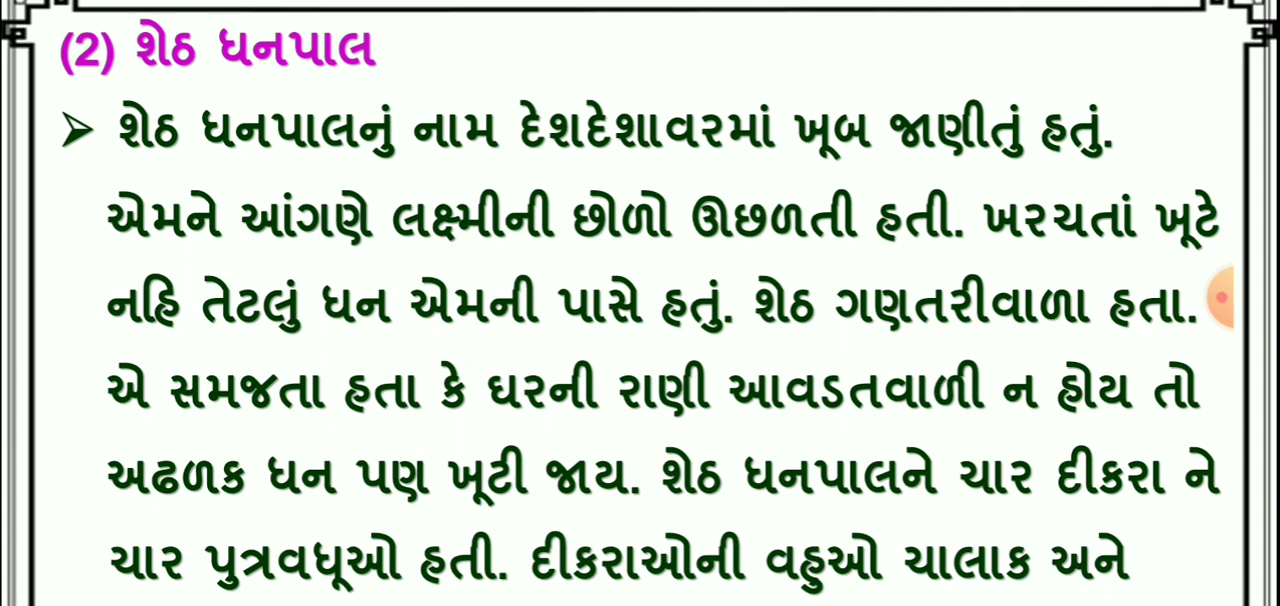 (2) શેઠ ધનપાલ
➢ શેઠ ધનપાલનું નામ દેશદેશાવરમાં ખૂબ જાણીતું હતું.
એમને આંગણે લક્ષ્મીની છોળો ઊછળતી હતી. ખરચતાં ખૂટે
નહિ તેટલું ધન એમની પાસે હતું. શેઠ ગણતરીવાળા હતા.
એ સમજતા હતા કે ઘરની રાણી આવડતવાળી ન હોય તો
અઢળક ધન પણ ખૂટી જાય. શેઠ ધનપાલને ચાર દીકરા ને
ચાર પુત્રવધૂઓ હતી. દીકરાઓની વહુઓ ચાલાક અને